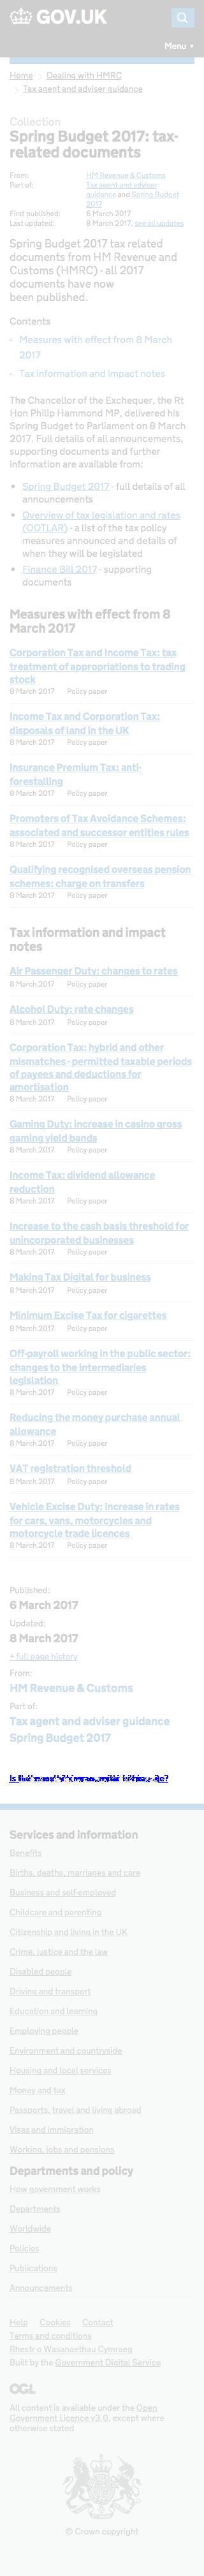 GOV.UK
Menu ▼
Home
Dealing with HMRC
Tax agent and adviser guidance
Collection
Spring Budget 2017: tax-
related documents
From: HM Revenue & Customs
Part of: Tax agent and adviser
guidance and Spring Budget
2017
First published: 6 March 2017
Last updated: 8 March 2017, see all updates
Spring Budget 2017 tax related
documents from HM Revenue and
Customs (HMRC) - all 2017
documents have now
been published.
Contents
- Measures with effect from 8 March
2017
- Tax information and impact notes
The Chancellor of the Exchequer, the Rt
Hon Philip Hammond MP, delivered his
Spring Budget to Parliament on 8 March
2017. Full details of all announcements,
supporting documents and further
information are available from:
• Spring Budget 2017 - full details of all
announcements
• Overview of tax legislation and rates
(OOTLAR) - a list of the tax policy
measures announced and details of
when they will be legislated
• Finance Bill 2017 - supporting
documents
Measures with effect from 8
March 2017
Corporation Tax and Income Tax: tax
treatment of appropriations to trading
stock
8 March 2017 Policy paper
Income Tax and Corporation Tax:
disposals of land in the UK
8 March 2017 Policy paper
Insurance Premium Tax: anti-
forestalling
8 March 2017 Policy paper
Promoters of Tax Avoidance Schemes:
associated and successor entities rules
8 March 2017 Policy paper
Qualifying recognised overseas pension
schemes: charge on transfers
8 March 2017 Policy paper
Tax information and impact
notes
Air Passenger Duty: changes to rates
8 March 2017 Policy paper
Alcohol Duty: rate changes
8 March 2017 Policy paper
Corporation Tax: hybrid and other
mismatches - permitted taxable periods
of payees and deductions for
amortisation
8 March 2017 Policy paper
Gaming Duty: increase in casino gross
gaming yield bands
8 March 2017 Policy paper
Income Tax: dividend allowance
reduction
8 March 2017 Policy paper
Increase to the cash basis threshold for
unincorporated businesses
8 March 2017 Policy paper
Making Tax Digital for business
8 March 2017 Policy paper
Minimum Excise Tax for cigarettes
8 March 2017 Policy paper
Off-payroll working in the public sector:
changes to the intermediaries
legislation
8 March 2017 Policy paper
Reducing the money purchase annual
allowance
8 March 2017 Policy paper
VAT registration threshold
8 March 2017 Policy paper
Vehicle Excise Duty: increase in rates
for cars, vans, motorcycles and
motorcycle trade licences
8 March 2017 Policy paper
Published:
6 March 2017
Updated:
8 March 2017
+ full page history
From:
HM Revenue & Customs
Part of:
Tax agent and adviser guidance
Spring Budget 2017
Services and information
Benefits
Births, deaths, marriages and care
Business and self-employed
Childcare and parenting
Citizenship and living in the UK
Crime, justice and the law
Disabled people
Driving and transport
Education and learning
Employing people
Environment and countryside
Housing and local services
Money and tax
Passports, travel and living abroad
Visas and immigration
Working, jobs and pensions
Departments and policy
How government works
Departments
Worldwide
Policies
Publications
Announcements
Help Cookies Contact
Terms and conditions
Rhestr o Wasanaethau Cymraeg
Built by the Government Digital Service
OGL
All content is available under the Open
Government Licence v3.0, except where
otherwise stated
© Crown copyright